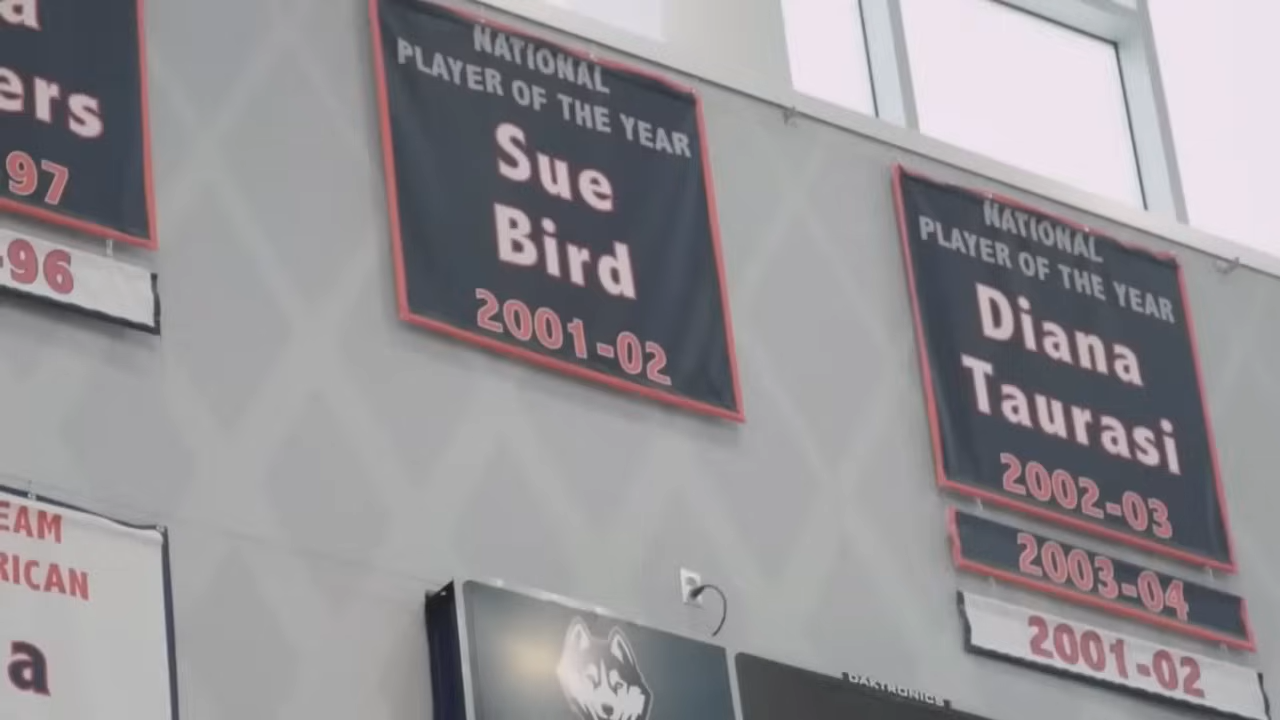 a
ers
97
-96
NATIONAL
PLAYER OF THE YEAR
Sue
Bird
2001-02
NATIONAL
PLAYER OF THE YEAR
Diana
Taurasi
2002-03
2003-04
2001-02
EAM
RICAN
a
DAKTRONICS